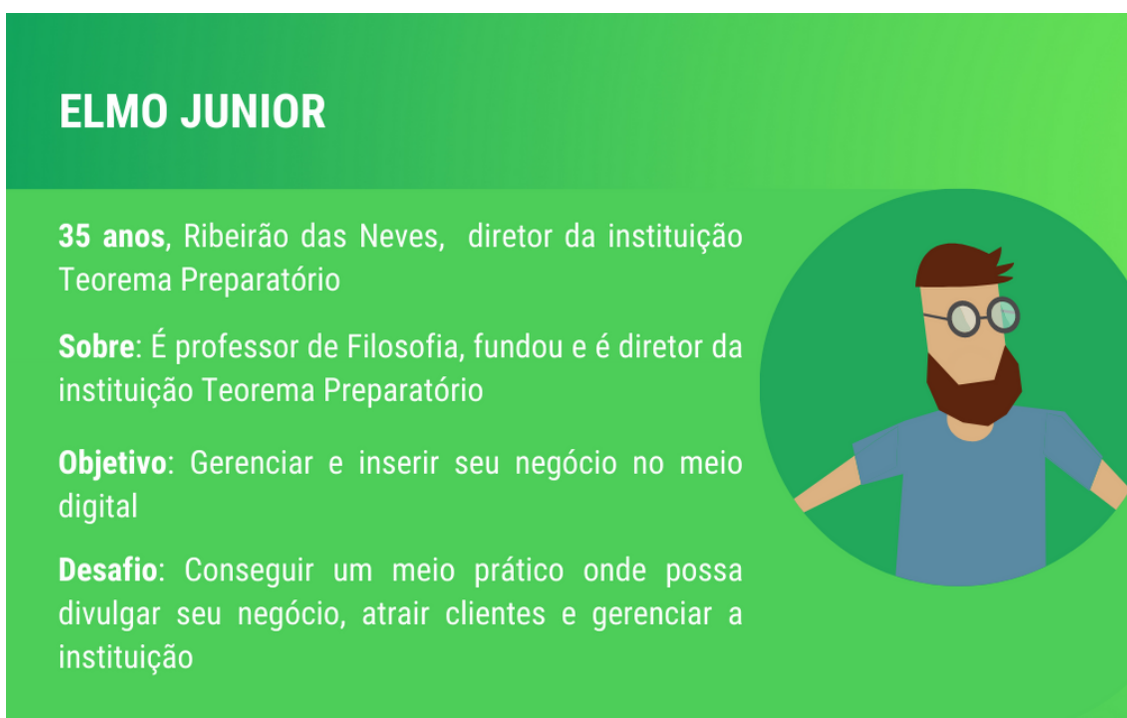 ELMO JUNIOR
35 anos, Ribeirão das Neves, diretor da instituição
Teorema Preparatório
Sobre: É professor de Filosofia, fundou e é diretor da
instituição Teorema Preparatório
Objetivo: Gerenciar e inserir seu negócio no meio
digital
Desafio: Conseguir um meio prático onde possa
divulgar seu negócio, atrair clientes e gerenciar a
instituição